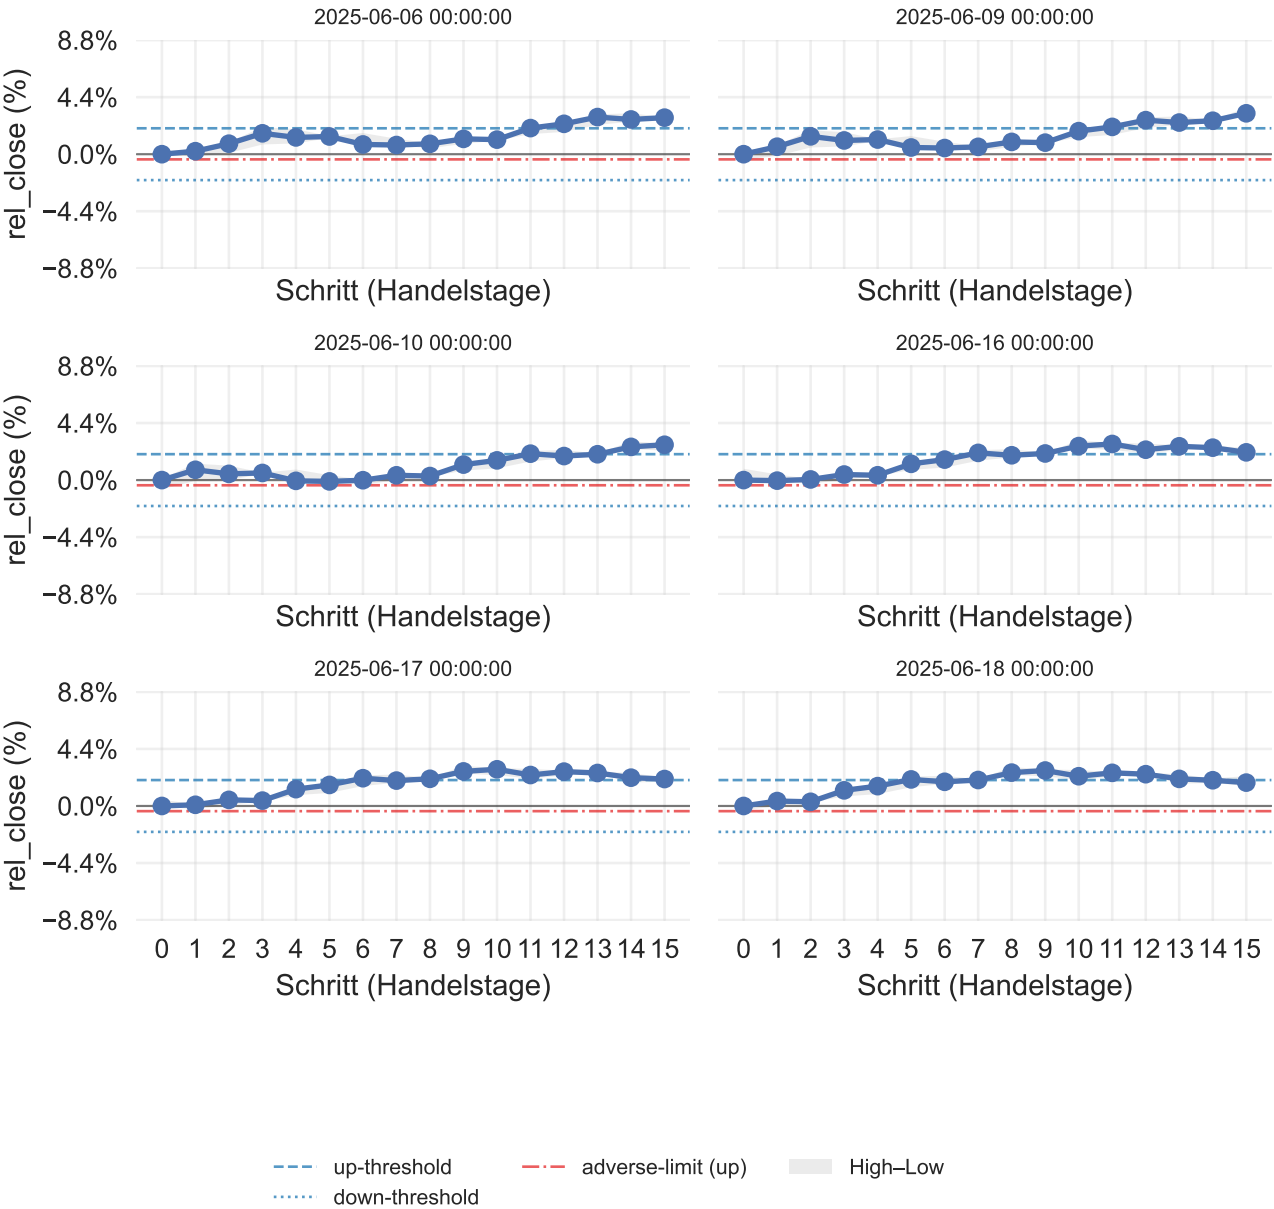 2025-06-06 00:00:00
2025-06-09 00:00:00
8.8%
4.4%
0.0%
−4.4%
−8.8%
rel_close (%)
Schritt (Handelstage)
Schritt (Handelstage)
2025-06-10 00:00:00
2025-06-16 00:00:00
8.8%
4.4%
0.0%
−4.4%
−8.8%
rel_close (%)
Schritt (Handelstage)
Schritt (Handelstage)
2025-06-17 00:00:00
2025-06-18 00:00:00
8.8%
4.4%
0.0%
−4.4%
−8.8%
rel_close (%)
0 1 2 3 4 5 6 7 8 9 10 11 12 13 14 15
0 1 2 3 4 5 6 7 8 9 10 11 12 13 14 15
Schritt (Handelstage)
Schritt (Handelstage)
up-threshold
down-threshold
adverse-limit (up)
High–Low